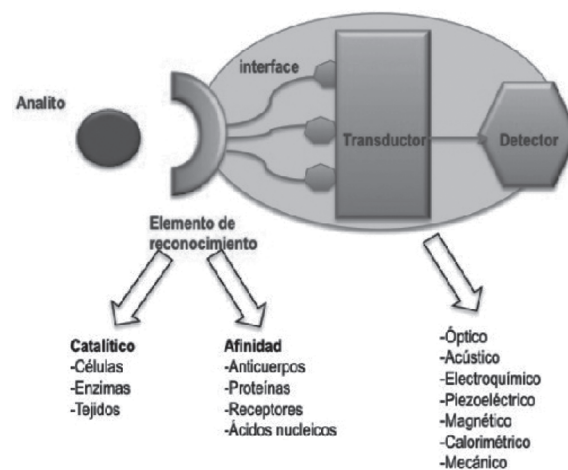 interface
Analito
Transductor
Detector
Elemento de
reconocimiento
Catalítico
-Células
-Enzimas
-Tejidos
Afinidad
-Anticuerpos
-Proteínas
-Receptores
-Ácidos nucleicos
-Óptico
-Acústico
-Electroquímico
-Piezoeléctrico
-Magnético
-Calorimétrico
-Mecánico